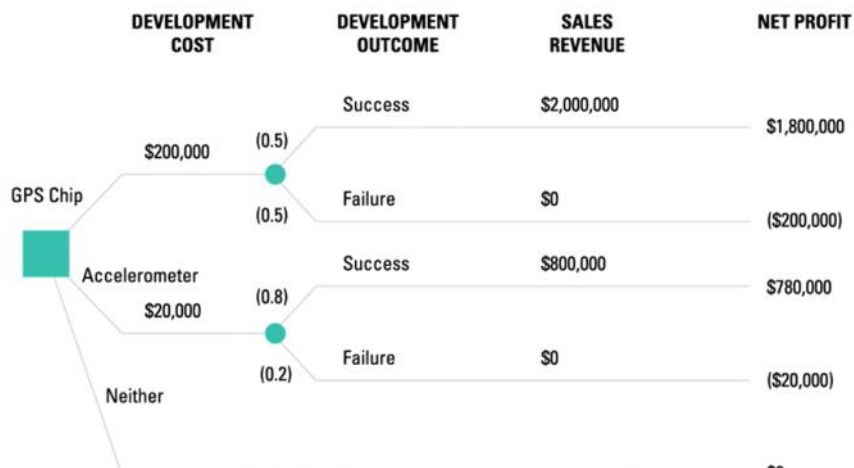 DEVELOPMENT COST
DEVELOPMENT OUTCOME
SALES REVENUE
NET PROFIT
Success
$2,000,000
(0.5)
$1,800,000
$200,000
GPS Chip
Failure
$0
(0.5)
($200,000)
Success
$800,000
Accelerometer
(0.8)
$780,000
$20,000
Failure
$0
(0.2)
($20,000)
Neither